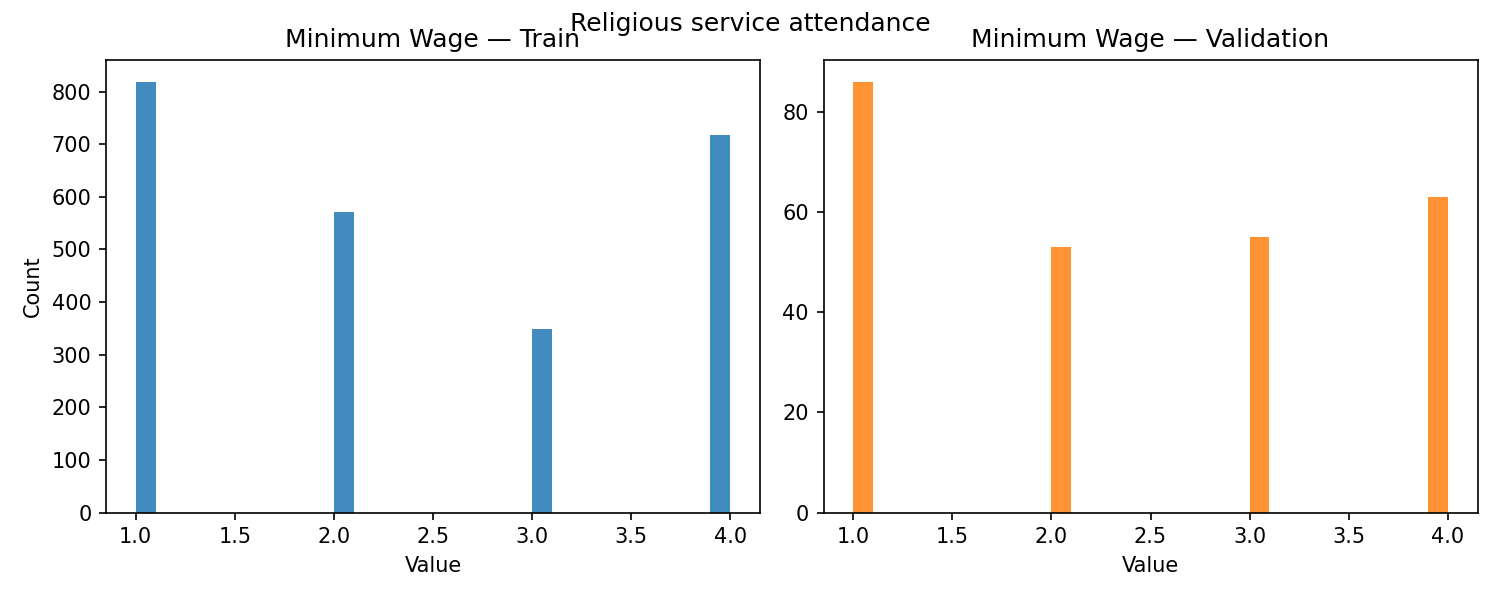 Religious service attendance
Minimum Wage — Train
Count
800
700
600
500
400
300
200
100
0
1.0 1.5 2.0 2.5 3.0 3.5 4.0
Value
Minimum Wage — Validation
80
60
40
20
0
1.0 1.5 2.0 2.5 3.0 3.5 4.0
Value